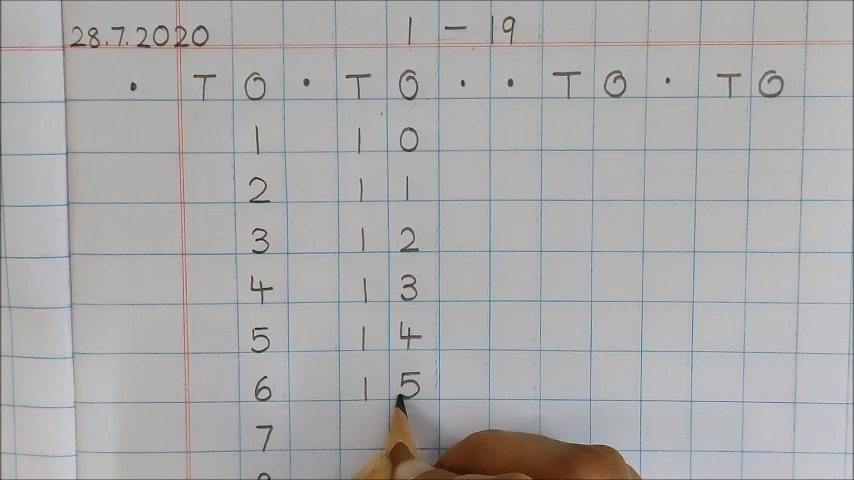 28.7.2020 1 - 19
. T O . T O . . T O . T O
1 1 0
2 1 1
3 1 2
4 1 3
5 1 4
6 1 5
7